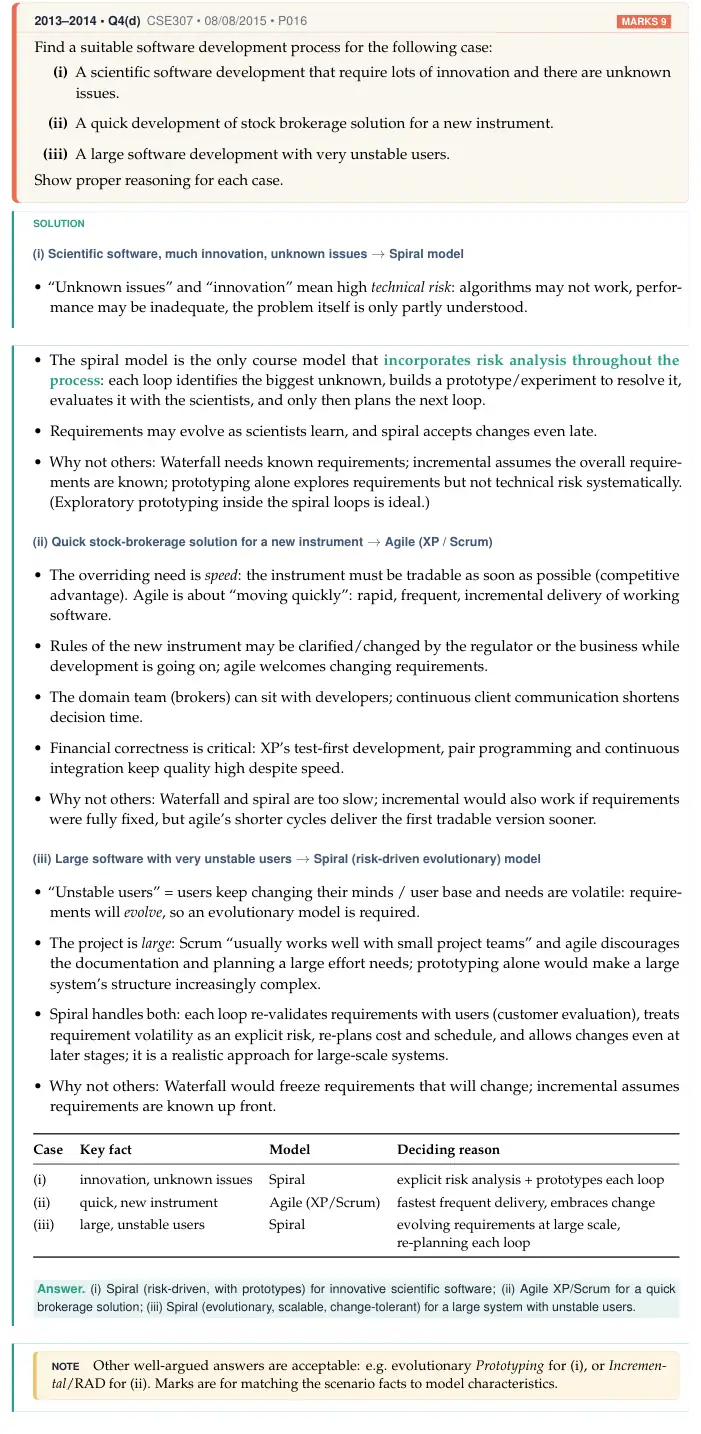 2013–2014 • Q4(d) CSE307 • 08/08/2015 • P016 MARKS 9
Find a suitable software development process for the following case:
(i) A scientific software development that require lots of innovation and there are unknown
issues.
(ii) A quick development of stock brokerage solution for a new instrument.
(iii) A large software development with very unstable users.
Show proper reasoning for each case.
SOLUTION
(i) Scientific software, much innovation, unknown issues → Spiral model
• “Unknown issues” and “innovation” mean high technical risk: algorithms may not work, perfor-
mance may be inadequate, the problem itself is only partly understood.
• The spiral model is the only course model that incorporates risk analysis throughout the
process: each loop identifies the biggest unknown, builds a prototype/experiment to resolve it,
evaluates it with the scientists, and only then plans the next loop.
• Requirements may evolve as scientists learn, and spiral accepts changes even late.
• Why not others: Waterfall needs known requirements; incremental assumes the overall require-
ments are known; prototyping alone explores requirements but not technical risk systematically.
(Exploratory prototyping inside the spiral loops is ideal.)
(ii) Quick stock-brokerage solution for a new instrument → Agile (XP / Scrum)
• The overriding need is speed: the instrument must be tradable as soon as possible (competitive
advantage). Agile is about “moving quickly”: rapid, frequent, incremental delivery of working
software.
• Rules of the new instrument may be clarified/changed by the regulator or the business while
development is going on; agile welcomes changing requirements.
• The domain team (brokers) can sit with developers; continuous client communication shortens
decision time.
• Financial correctness is critical: XP’s test-first development, pair programming and continuous
integration keep quality high despite speed.
• Why not others: Waterfall and spiral are too slow; incremental would also work if requirements
were fully fixed, but agile’s shorter cycles deliver the first tradable version sooner.
(iii) Large software with very unstable users → Spiral (risk-driven evolutionary) model
• “Unstable users” = users keep changing their minds / user base and needs are volatile: require-
ments will evolve, so an evolutionary model is required.
• The project is large: Scrum “usually works well with small project teams” and agile discourages
the documentation and planning a large effort needs; prototyping alone would make a large
system’s structure increasingly complex.
• Spiral handles both: each loop re-validates requirements with users (customer evaluation), treats
requirement volatility as an explicit risk, re-plans cost and schedule, and allows changes even at
later stages; it is a realistic approach for large-scale systems.
• Why not others: Waterfall would freeze requirements that will change; incremental assumes
requirements are known up front.
Case Key fact Model Deciding reason
(i) innovation, unknown issues Spiral explicit risk analysis + prototypes each loop
(ii) quick, new instrument Agile (XP/Scrum) fastest frequent delivery, embraces change
(iii) large, unstable users Spiral evolving requirements at large scale,
re-planning each loop
Answer. (i) Spiral (risk-driven, with prototypes) for innovative scientific software; (ii) Agile XP/Scrum for a quick
brokerage solution; (iii) Spiral (evolutionary, scalable, change-tolerant) for a large system with unstable users.
NOTE Other well-argued answers are acceptable: e.g. evolutionary Prototyping for (i), or Incremen-
tal/RAD for (ii). Marks are for matching the scenario facts to model characteristics.